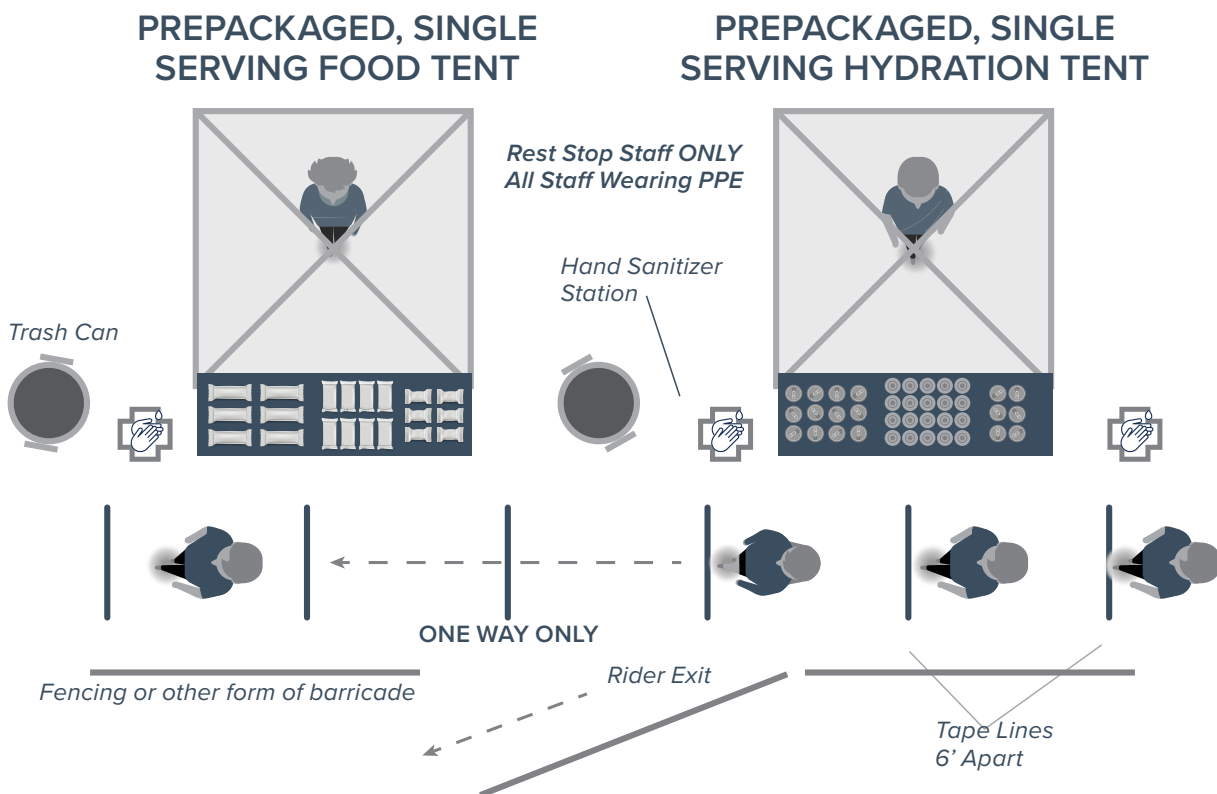 PREPACKAGED, SINGLE
SERVING FOOD TENT
PREPACKAGED, SINGLE
SERVING HYDRATION TENT
Rest Stop Staff ONLY
All Staff Wearing PPE
Hand Sanitizer
Station
Trash Can
ONE WAY ONLY
Rider Exit
Fencing or other form of barricade
Tape Lines
6’ Apart